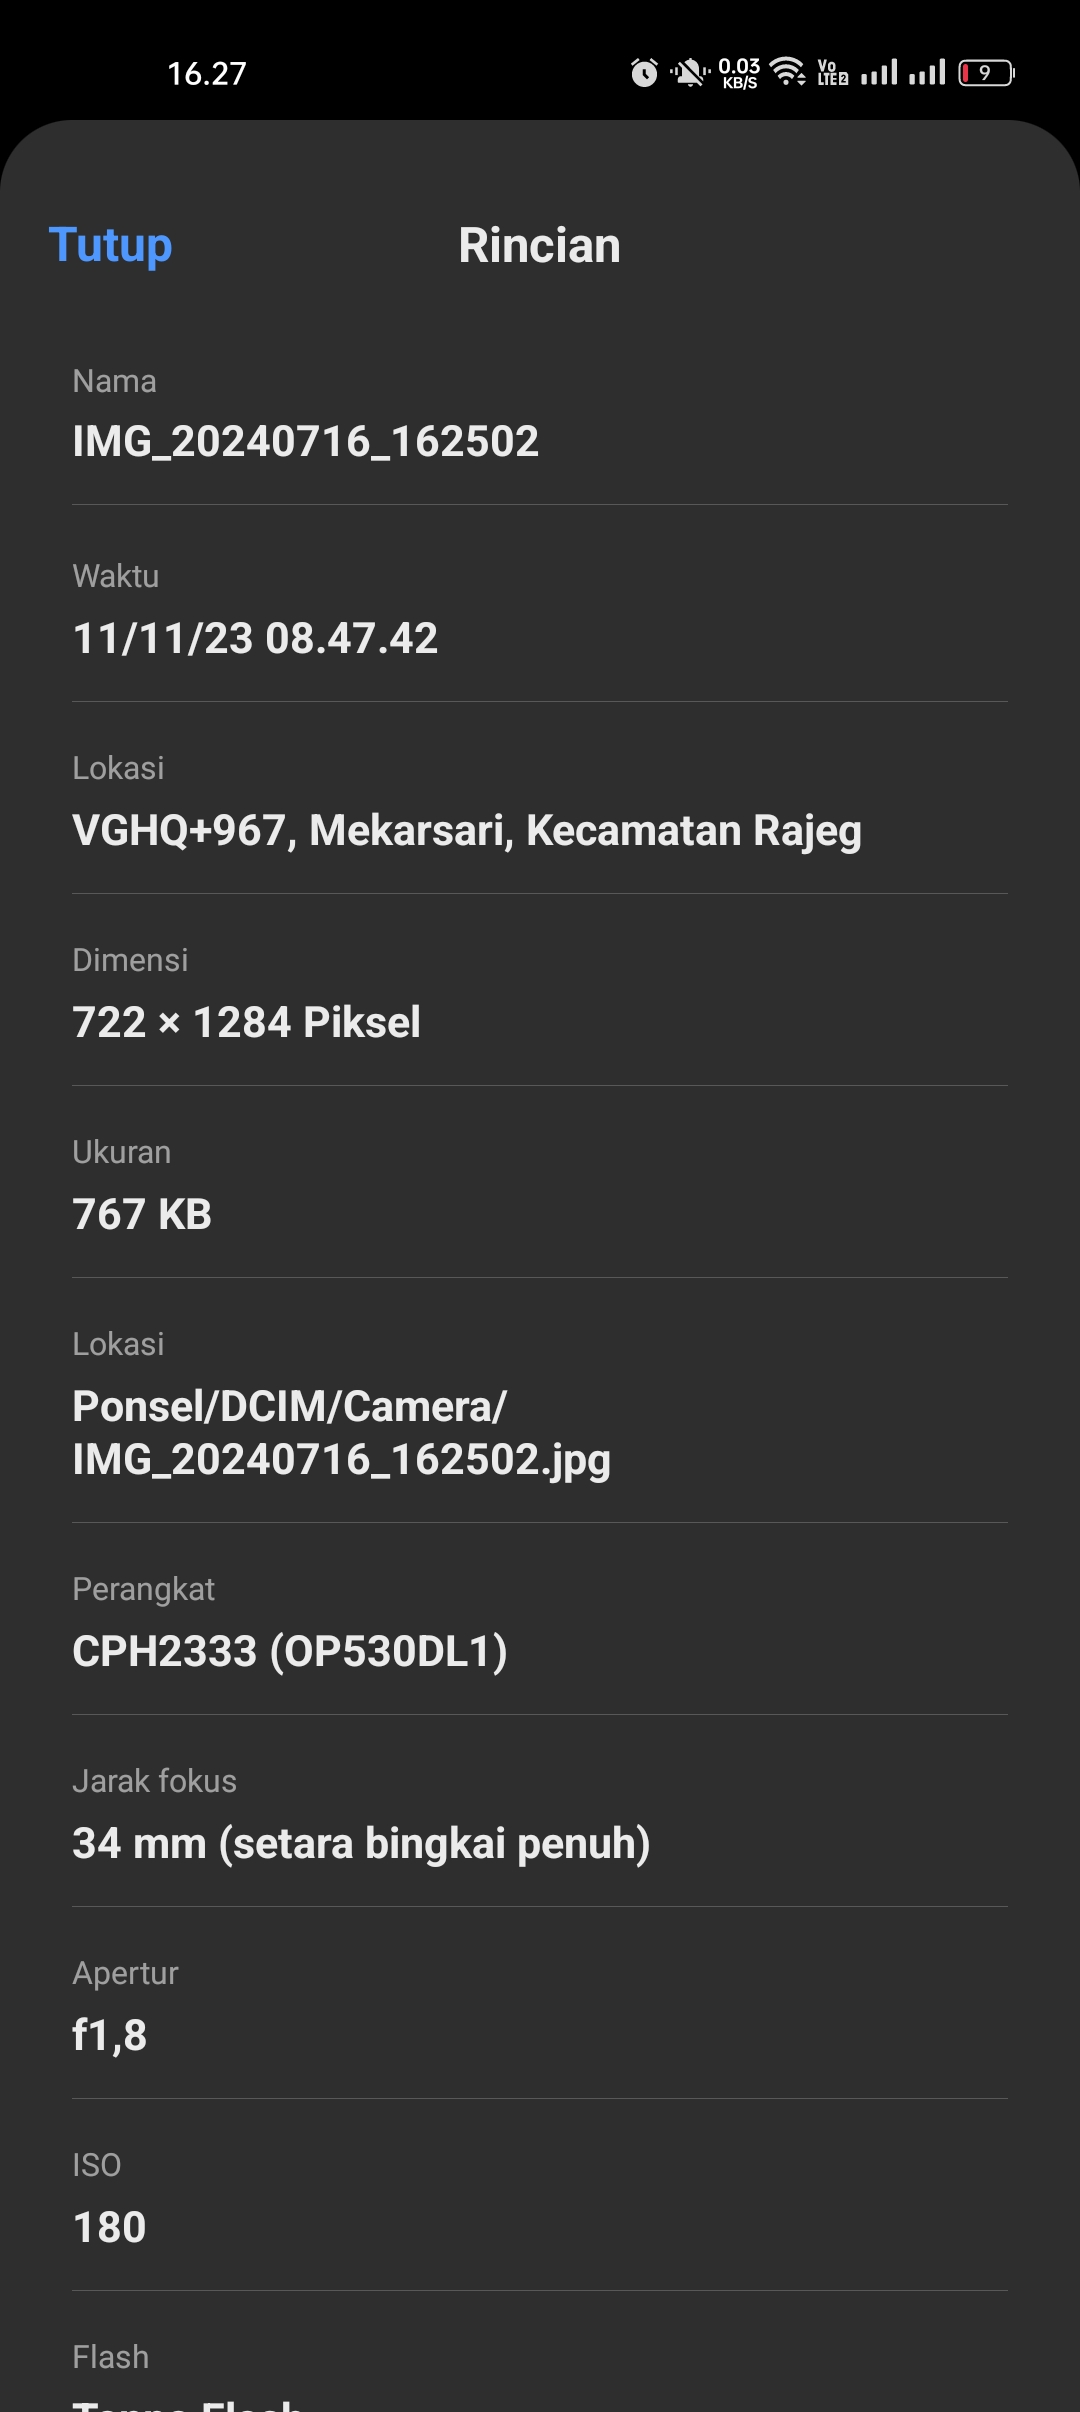 16.27
0.03
KB/S
Vo
LTE2
9
Tutup
Rincian
Nama
IMG_20240716_162502
Waktu
11/11/23 08.47.42
Lokasi
VGHQ+967, Mekarsari, Kecamatan Rajeg
Dimensi
722 × 1284 Piksel
Ukuran
767 KB
Lokasi
Ponsel/DCIM/Camera/
IMG_20240716_162502.jpg
Perangkat
CPH2333 (OP530DL1)
Jarak fokus
34 mm (setara bingkai penuh)
Apertur
f1,8
ISO
180
Flash
Tanpa Flash